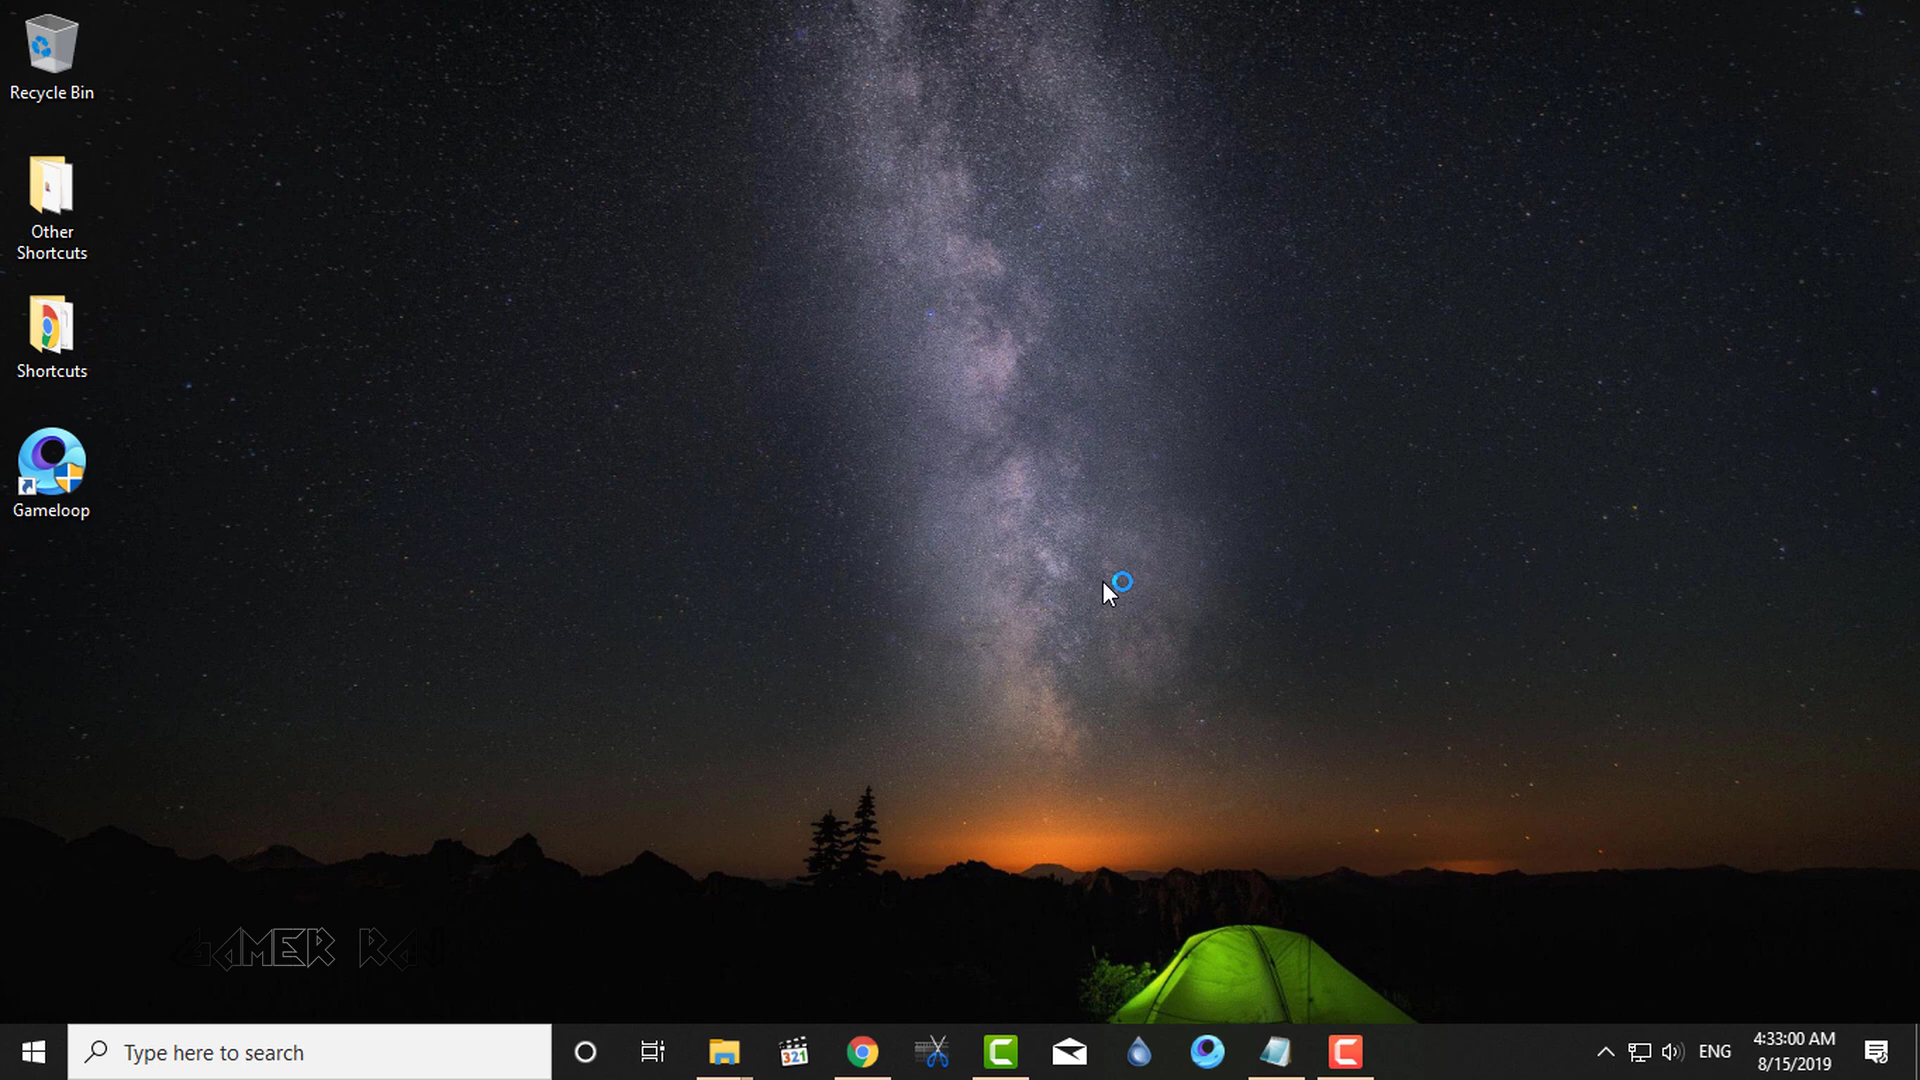 Recycle Bin
Other
Shortcuts
Shortcuts
Gameloop
GAMER
Type here to search
321
ENG
4:33:00 AM
8/15/2019